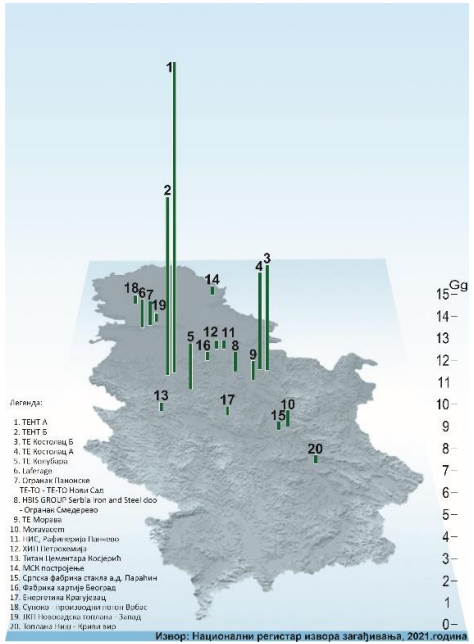 1
2
3
4
18 6 7
19
14
5
12 11
16 8
9
13
17
10
15
20
Gg
15
14
13
12
11
10
9
8
7
6
5
4
3
2
1
0
Легенда:
1. ТЕНТ А
2. ТЕНТ Б
3. ТЕ Костолац Б
4. ТЕ Костолац А
5. ТЕ Колубара
6. Laferage
7. Огранак Панонске
ТЕ-ТО - ТЕ-ТО Нови Сад
8. HBIS GROUP Serbia Iron and Steel doo
- Огранак Смедерево
9. ТЕ Морава
10. Moravacem
11. НИС, Рафинерија Панчево
12. ХИП Петрохемија
13. Титан Цементара Косјерић
14. МСК постројење
15. Српска фабрика стакла а.д. Параћин
16. Фабрика хартије Београд
17. Енергетика Крагујевац
18. Суноко - производни погон Врбас
19. ЈКП Новосадска топлана - Запад
20. Топлана Ниш - Криви вир
Извор: Национални регистар извора загађивања, 2021.године